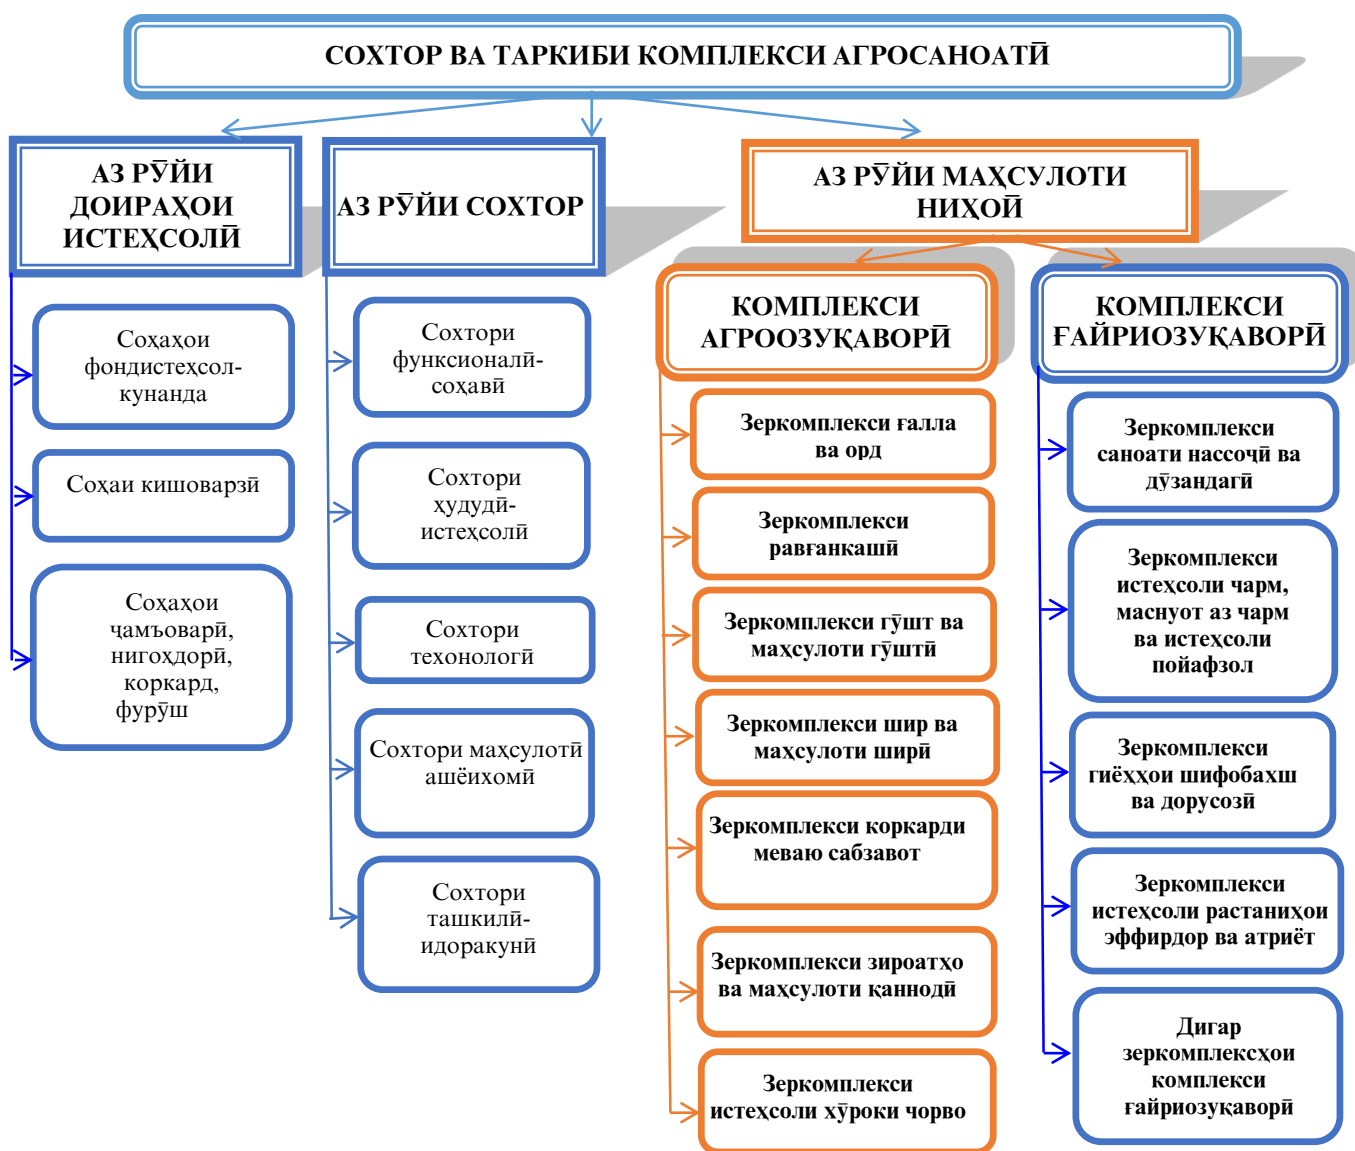 СОХТОР ВА ТАРКИБИ КОМПЛЕКСИ АГРОСАНОАТӢ
АЗ РӮЙИ
ДОИРАҲОИ
ИСТЕҲСОЛӢ
Соҳаҳои
фондистеҳсол-
кунанда
Соҳаи кишоварзӣ
Соҳаҳои
ҷамъоварӣ,
нигоҳдорӣ,
коркард,
фурӯш
АЗ РӮЙИ СОХТОР
Сохтори
функсионалӣ-
соҳавӣ
Сохтори
ҳудудӣ-
истеҳсолӣ
Сохтори
техонологӣ
Сохтори маҳсулотӣ
ашёихомӣ
Сохтори
ташкилӣ-
идоракунӣ
АЗ РӮЙИ МАҲСУЛОТИ
НИҲОӢ
КОМПЛЕКСИ
АГРООЗУҚАВОРӢ
Зеркомплекси ғалла
ва орд
Зеркомплекси
равғанкашӣ
Зеркомплекси гӯшт ва
маҳсулоти гӯштӣ
Зеркомплекси шир ва
маҳсулоти ширӣ
Зеркомплекси коркарди
меваю сабзавот
Зеркомплекси зироатҳо
ва маҳсулоти қаннодӣ
Зеркомплекси
истеҳсоли хӯроки чорво
КОМПЛЕКСИ
ҒАЙРИОЗУҚАВОРӢ
Зеркомплекси
саноати нассоҷӣ ва
дӯзандагӣ
Зеркомплекси
истеҳсоли чарм,
маснуот аз чарм
ва истеҳсоли
пойафзол
Зеркомплекси
гиёҳҳои шифобахш
ва дорусозӣ
Зеркомплекси
истеҳсоли растаниҳои
эффирдор ва атриёт
Дигар
зеркомплексҳои
комплекси
ғайриозуқаворӣ